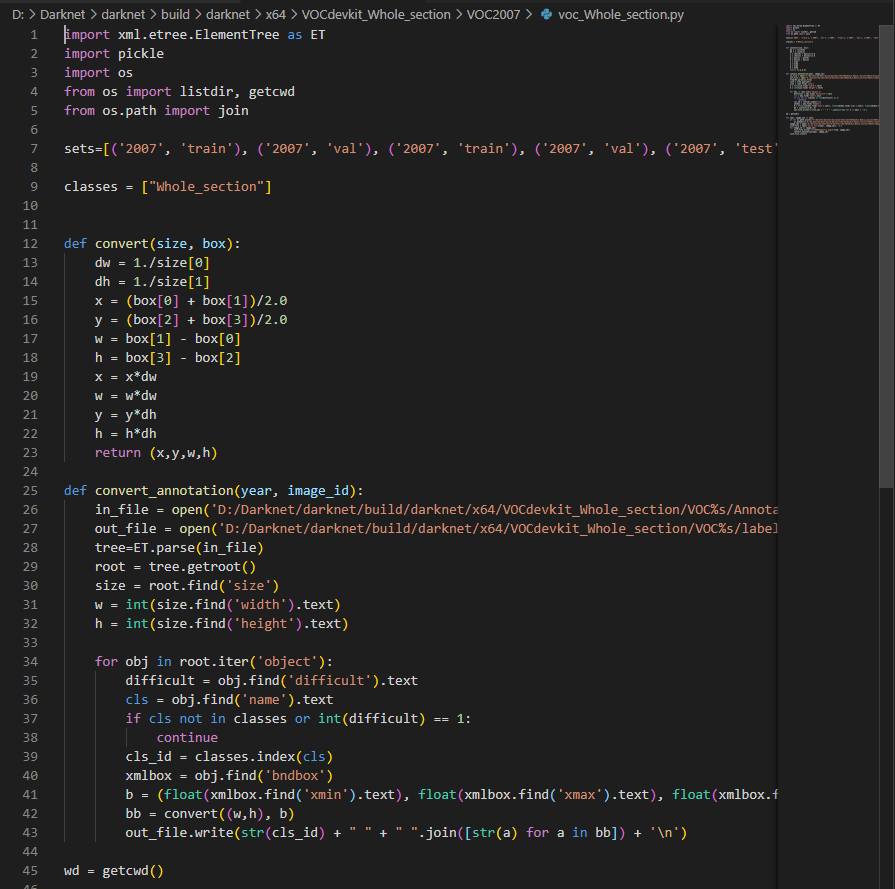 D: > Darknet > darknet > build > darknet > x64 > VOCdevkit_Whole_section > VOC2007 > voc_Whole_section.py
1 import xml.etree.ElementTree as ET
2 import pickle
3 import os
4 from os import listdir, getcwd
5 from os.path import join
6
7 sets=[('2007', 'train'), ('2007', 'val'), ('2007', 'train'), ('2007', 'val'), ('2007', 'test'
8
9 classes = ["Whole_section"]
10
11
12 def convert(size, box):
13     dw = 1./size[0]
14     dh = 1./size[1]
15     x = (box[0] + box[1])/2.0
16     y = (box[2] + box[3])/2.0
17     w = box[1] - box[0]
18     h = box[3] - box[2]
19     x = x*dw
20     w = w*dw
21     y = y*dh
22     h = h*dh
23     return (x,y,w,h)
24
25 def convert_annotation(year, image_id):
26     in_file = open('D:/Darknet/darknet/build/darknet/x64/VOCdevkit_Whole_section/VOC%s/Annota
27     out_file = open('D:/Darknet/darknet/build/darknet/x64/VOCdevkit_Whole_section/VOC%s/label
28     tree=ET.parse(in_file)
29     root = tree.getroot()
30     size = root.find('size')
31     w = int(size.find('width').text)
32     h = int(size.find('height').text)
33
34     for obj in root.iter('object'):
35         difficult = obj.find('difficult').text
36         cls = obj.find('name').text
37         if cls not in classes or int(difficult) == 1:
38             continue
39         cls_id = classes.index(cls)
40         xmlbox = obj.find('bndbox')
41         b = (float(xmlbox.find('xmin').text), float(xmlbox.find('xmax').text), float(xmlbox.f
42         bb = convert((w,h), b)
43         out_file.write(str(cls_id) + " " + " ".join([str(a) for a in bb]) + '\n')
44
45 wd = getcwd()